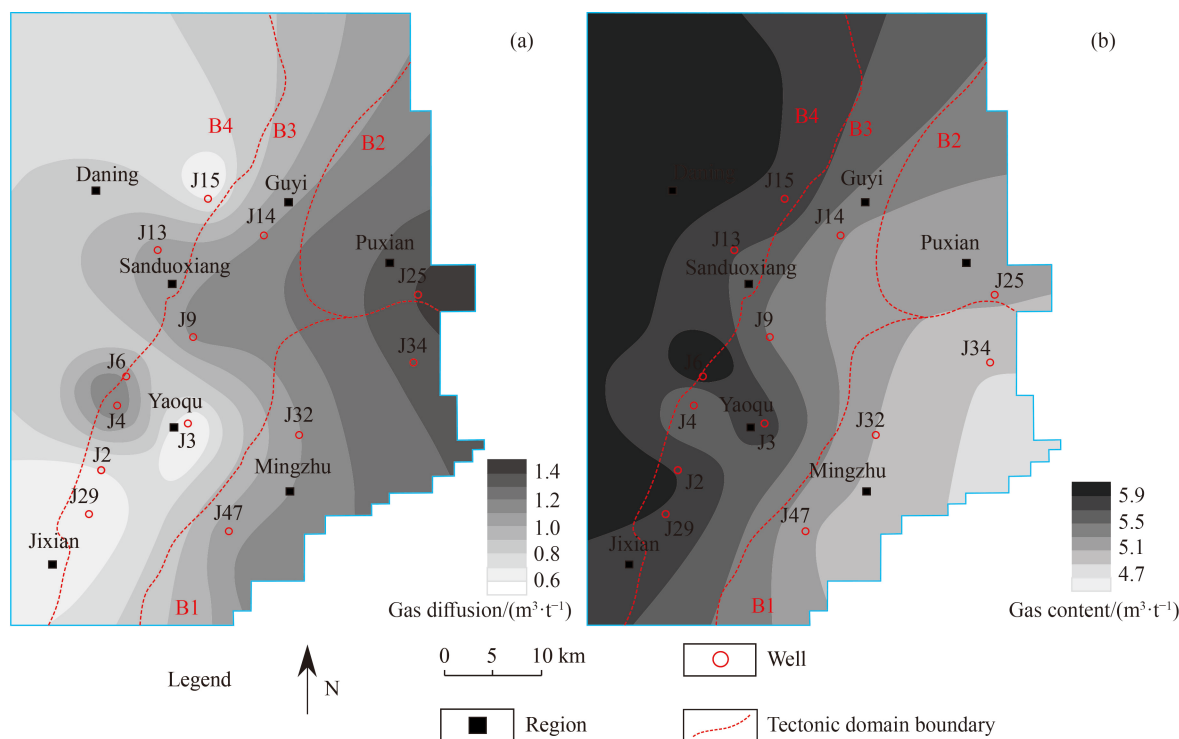 (a)
B4
B3
B2
Daning
J15
Guyi
J14
J13
Sanduoxiang
Puxian
J25
J9
J34
J6
J4
Yaoqu
J3
J32
J2
Mingzhu
J29
J47
Jixian
B1
1.4
1.2
1.0
0.8
0.6
Gas diffusion/(m³·t⁻¹)
(b)
B4
B3
B2
Daning
J15
Guyi
J14
J13
Sanduoxiang
Puxian
J25
J9
J34
J6
J4
Yaoqu
J3
J32
J2
Mingzhu
J29
J47
Jixian
B1
5.9
5.5
5.1
4.7
Gas content/(m³·t⁻¹)
Legend
N
0 5 10 km
Well
Region
Tectonic domain boundary